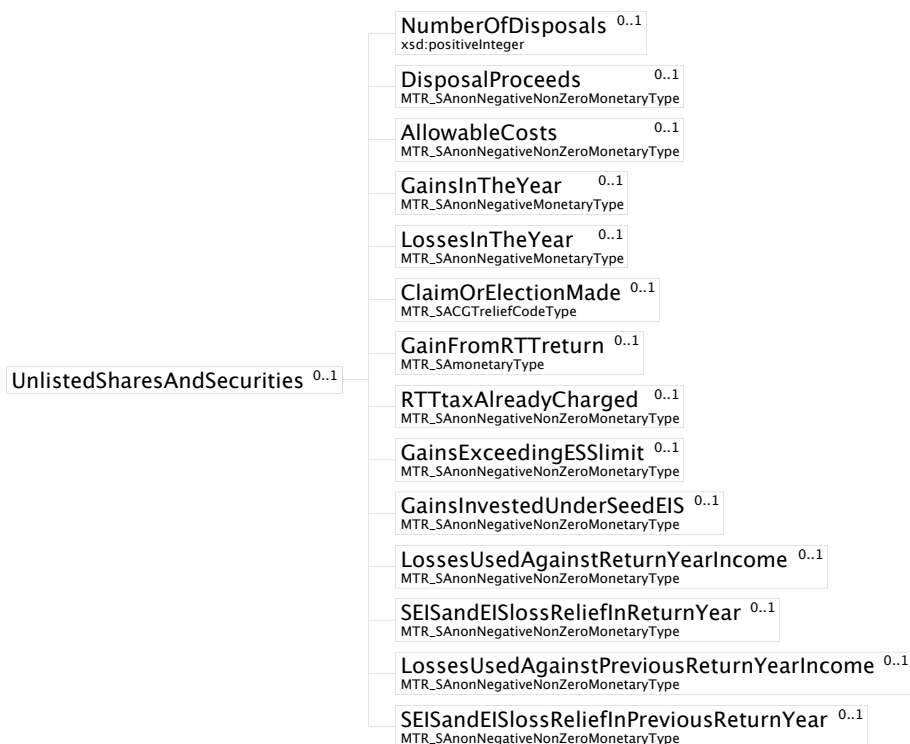 NumberOfDisposals 0..1
xsd:positiveInteger
DisposalProceeds 0..1
MTR_SAnonNegativeNonZeroMonetaryType
AllowableCosts 0..1
MTR_SAnonNegativeNonZeroMonetaryType
GainsInTheYear 0..1
MTR_SAnonNegativeMonetaryType
LossesInTheYear 0..1
MTR_SAnonNegativeMonetaryType
ClaimOrElectionMade 0..1
MTR_SACGTreliefCodeType
GainFromRTTreturn 0..1
MTR_SAmonetaryType
UnlistedSharesAndSecurities 0..1
RTTtaxAlreadyCharged 0..1
MTR_SAnonNegativeNonZeroMonetaryType
GainsExceedingESSlimit 0..1
MTR_SAnonNegativeNonZeroMonetaryType
GainsInvestedUnderSeedEIS 0..1
MTR_SAnonNegativeNonZeroMonetaryType
LossesUsedAgainstReturnYearIncome 0..1
MTR_SAnonNegativeNonZeroMonetaryType
SEISandEISlossReliefInReturnYear 0..1
MTR_SAnonNegativeNonZeroMonetaryType
LossesUsedAgainstPreviousReturnYearIncome 0..1
MTR_SAnonNegativeNonZeroMonetaryType
SEISandEISlossReliefInPreviousReturnYear 0..1
MTR_SAnonNegativeNonZeroMonetaryType